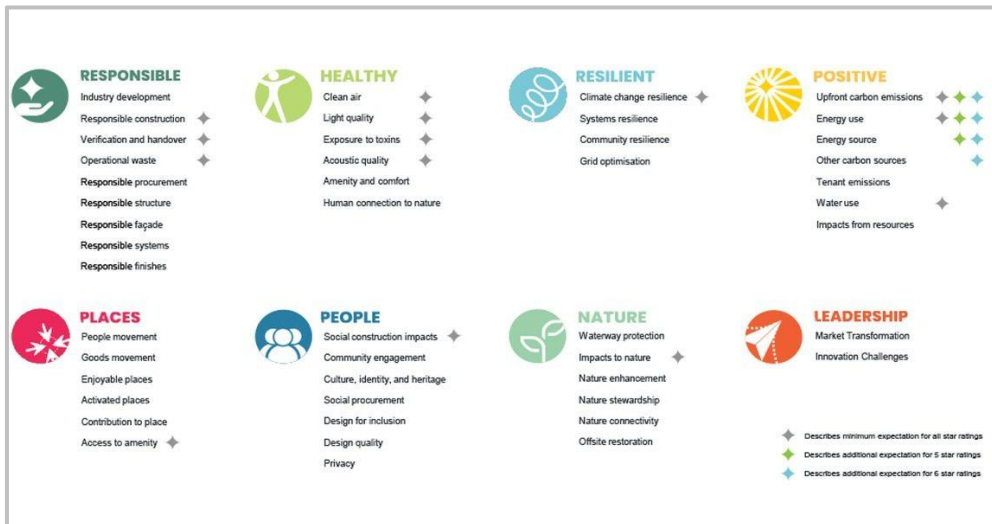 RESPONSIBLE
Industry development
Responsible construction
Verification and handover
Operational waste
Responsible procurement
Responsible structure
Responsible façade
Responsible systems
Responsible finishes
HEALTHY
Clean air
Light quality
Exposure to toxins
Acoustic quality
Amenity and comfort
Human connection to nature
RESILIENT
Climate change resilience
Systems resilience
Community resilience
Grid optimisation
POSITIVE
Upfront carbon emissions
Energy use
Energy source
Other carbon sources
Tenant emissions
Water use
Impacts from resources
PLACES
People movement
Goods movement
Enjoyable places
Activated places
Contribution to place
Access to amenity
PEOPLE
Social construction impacts
Community engagement
Culture, identity, and heritage
Social procurement
Design for inclusion
Design quality
Privacy
NATURE
Waterway protection
Impacts to nature
Nature enhancement
Nature stewardship
Nature connectivity
Offsite restoration
LEADERSHIP
Market Transformation
Innovation Challenges
Describes minimum expectation for all star ratings
Describes additional expectation for 5 star ratings
Describes additional expectation for 6 star ratings